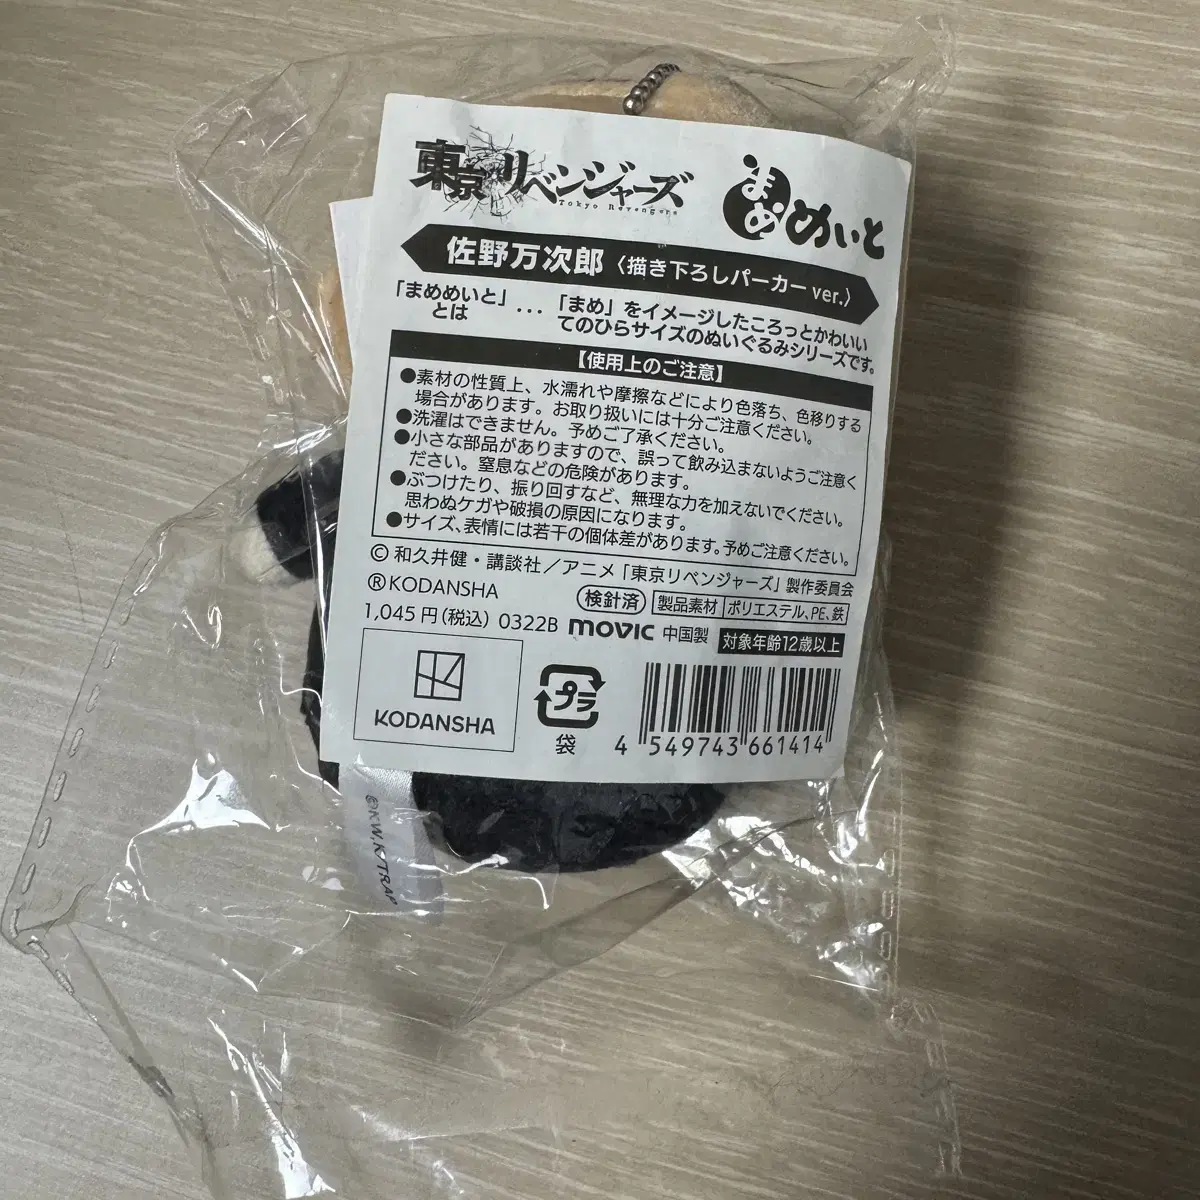 東京リベンジャーズ
Tokyo Revengers
まめめいと
佐野万次郎〈描き下ろしパーカーver.〉
「まめめいと」とは…「まめ」をイメージしたころっとかわいい
てのひらサイズのぬいぐるみシリーズです。
【使用上のご注意】
●素材の性質上、水濡れや摩擦などにより色落ち、色移りする
場合があります。お取り扱いには十分ご注意ください。
●洗濯はできません。予めご了承ください。
●小さな部品がありますので、誤って飲み込まないようご注意く
ださい。窒息などの危険があります。
●ぶつけたり、振り回すなど、無理な力を加えないでください。
思わぬケガや破損の原因になります。
●サイズ、表情には若干の個体差があります。予めご注意ください。
© 和久井健・講談社／アニメ「東京リベンジャーズ」製作委員会
®KODANSHA
検針済 製品素材 ポリエステル、PE、鉄
1,045円(税込) 0322B movic 中国製 対象年齢12歳以上
KODANSHA
プラ
袋
4 549743 661414
©KW,K/TRAP